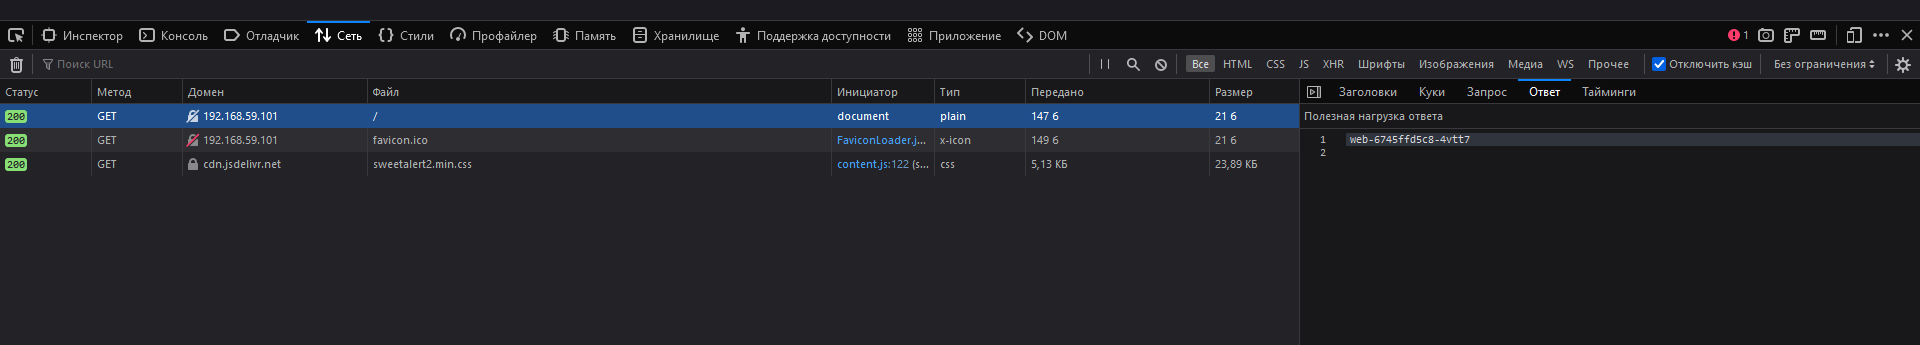 Инспектор Консоль Отладчик Сеть Стили Профайлер Память Хранилище Поддержка доступности Приложение DOM 1
Поиск URL Все HTML CSS JS XHR Шрифты Изображения Медиа WS Прочее Отключить кэш Без ограничения
Статус Метод Домен Файл Инициатор Тип Передано Размер Заголовки Куки Запрос Ответ Тайминги
200 GET 192.168.59.101 / document plain 147 б 21 б
Полезная нагрузка ответа
200 GET 192.168.59.101 favicon.ico FaviconLoader.j... x-icon 149 б 21 б
1 web-6745ffd5c8-4vtt7
2
200 GET cdn.jsdelivr.net sweetalert2.min.css content.js:122 (s... css 5,13 КБ 23,89 КБ